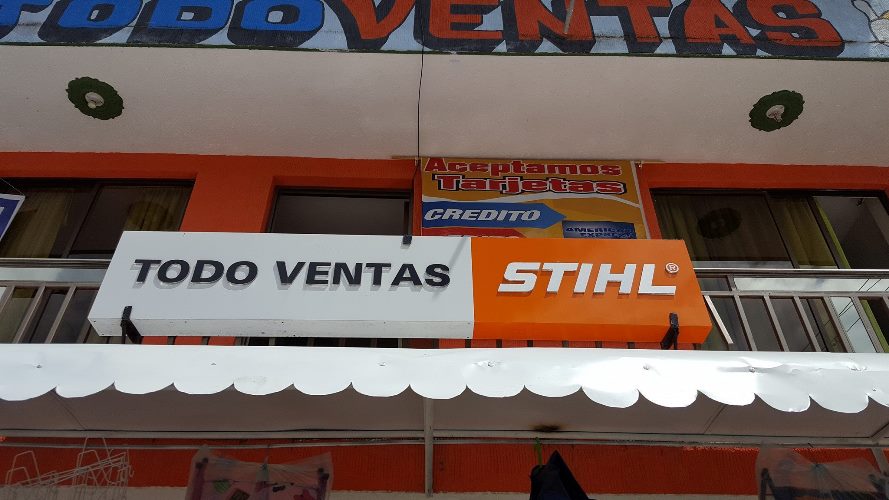 TODO VENTAS
Aceptamos
Tarjetas
CREDITO
TODO VENTAS STIHL®